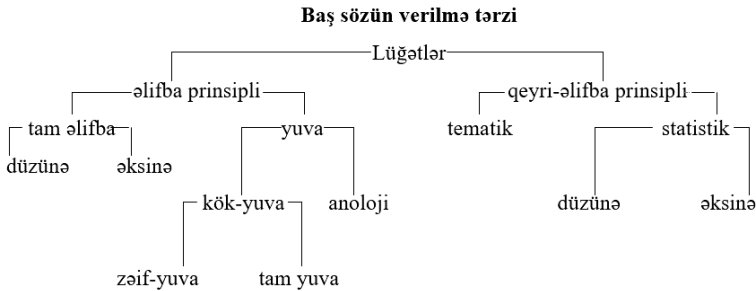 Baş sözün verilmə tərzi
Lüğətlər
əlifba prinsipli qeyri-əlifba prinsipli
tam əlifba yuva tematik statistik
düzünə əksinə
kök-yuva anoloji düzünə əksinə
zəif-yuva tam yuva